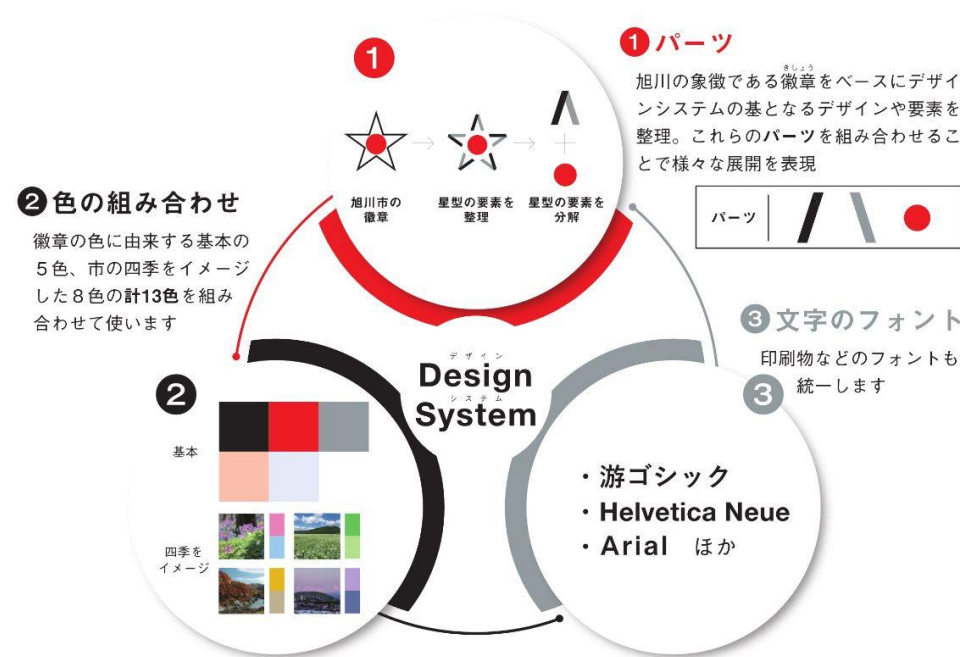 1
旭川市の
徽章
星型の要素を
整理
星型の要素を
分解
1 パーツ
きしょう
旭川の象徴である徽章をベースにデザイ
ンシステムの基となるデザインや要素を
整理。これらのパーツを組み合わせるこ
とで様々な展開を表現
パーツ
2 色の組み合わせ
徽章の色に由来する基本の
5色、市の四季をイメージ
した8色の計13色を組み
合わせて使います
デザイン
Design
システム
System
3 文字のフォント
印刷物などのフォントも
統一します
2
基本
四季を
イメージ
3
・游ゴシック
・Helvetica Neue
・Arial ほか